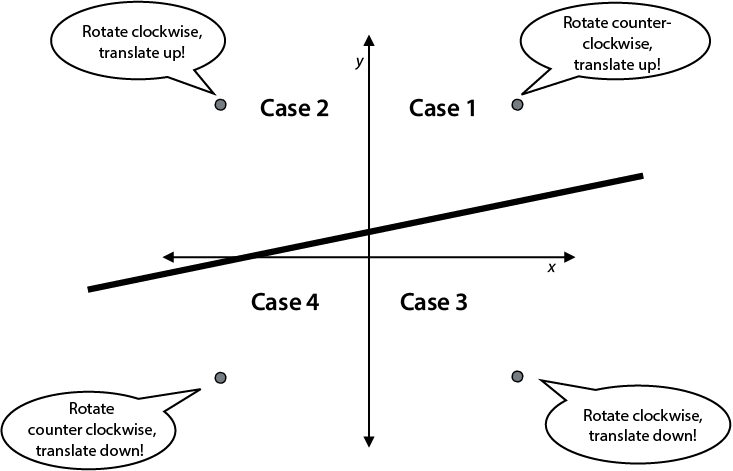 Rotate clockwise,
translate up!
Rotate counter-
clockwise,
translate up!
y
Case 2
Case 1
x
Case 4
Case 3
Rotate
counter clockwise,
translate down!
Rotate clockwise,
translate down!